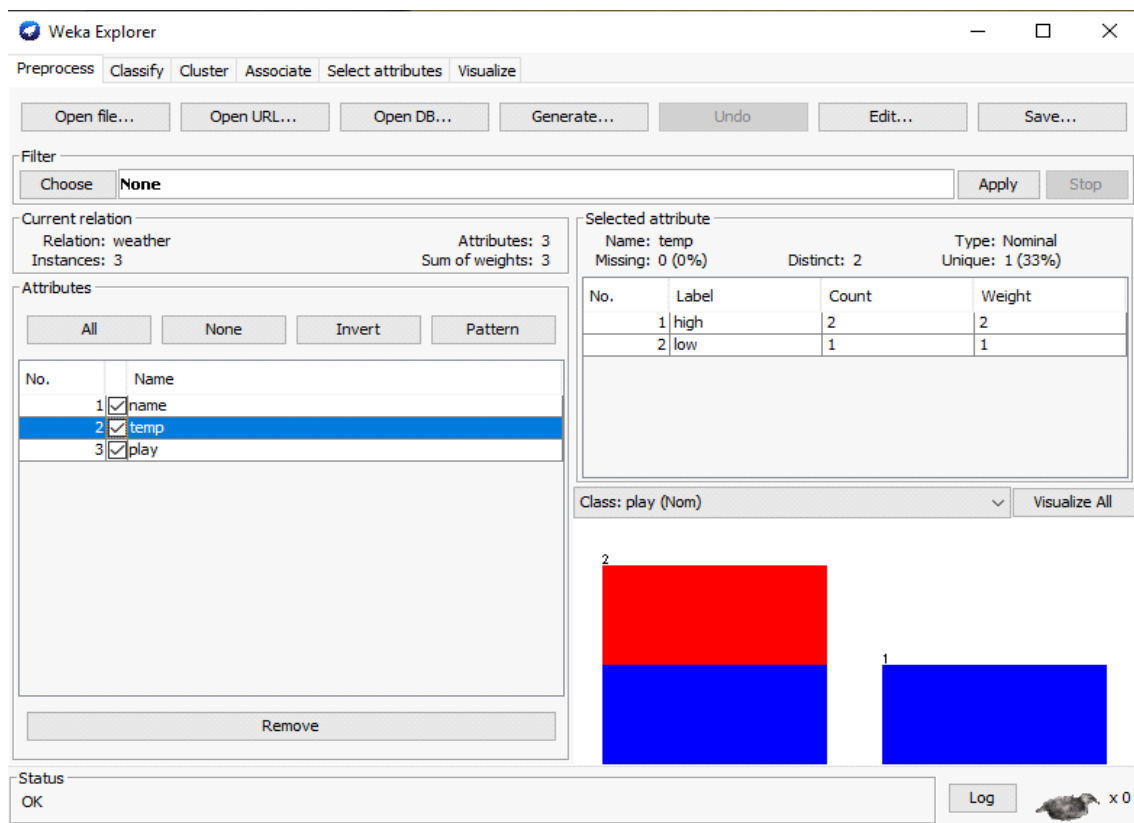 Weka Explorer
Preprocess Classify Cluster Associate Select attributes Visualize
Open file... Open URL... Open DB... Generate... Undo Edit... Save...
Filter
Choose None Apply Stop
Current relation
Relation: weather Attributes: 3
Instances: 3 Sum of weights: 3
Selected attribute
Name: temp Type: Nominal
Missing: 0 (0%) Distinct: 2 Unique: 1 (33%)
Attributes
All None Invert Pattern
No. Name
1 name
2 temp
3 play
Remove
No. Label Count Weight
1 high 2 2
2 low 1 1
Class: play (Nom) Visualize All
2
1
Status
OK
Log x 0